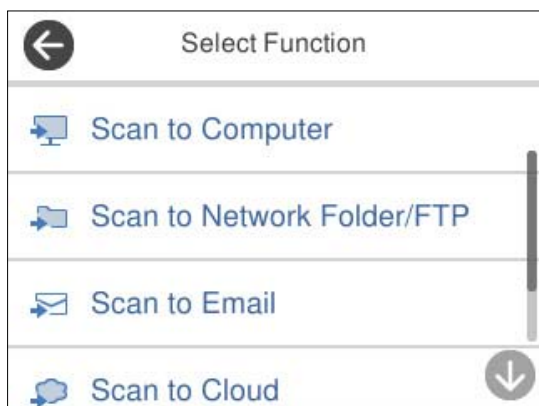 Select Function
Scan to Computer
Scan to Network Folder/FTP
Scan to Email
Scan to Cloud